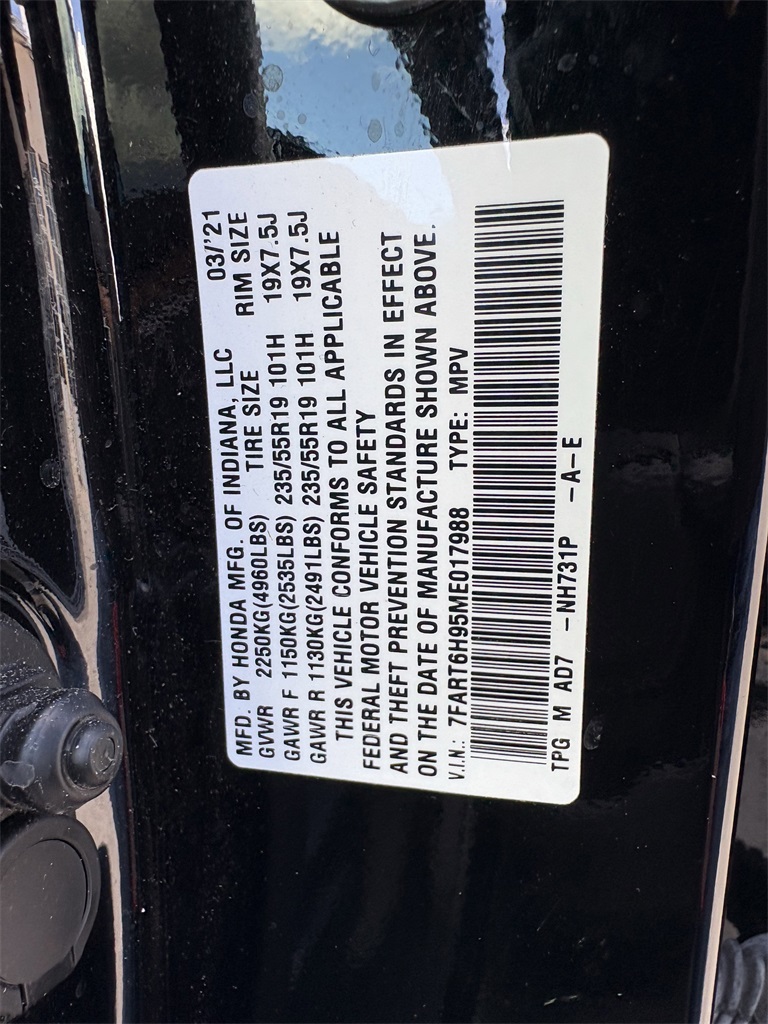 MFD. BY HONDA MFG. OF INDIANA, LLC 03/'21
GVWR 2250KG(4960LBS) TIRE SIZE RIM SIZE
GAWR F 1150KG(2535LBS) 235/55R19 101H 19X7.5J
GAWR R 1130KG(2491LBS) 235/55R19 101H 19X7.5J
THIS VEHICLE CONFORMS TO ALL APPLICABLE
FEDERAL MOTOR VEHICLE SAFETY
AND THEFT PREVENTION STANDARDS IN EFFECT
ON THE DATE OF MANUFACTURE SHOWN ABOVE.
V.I.N.: 7FART6H95ME017988 TYPE: MPV
TPG M AD7 -NH731P -A-E